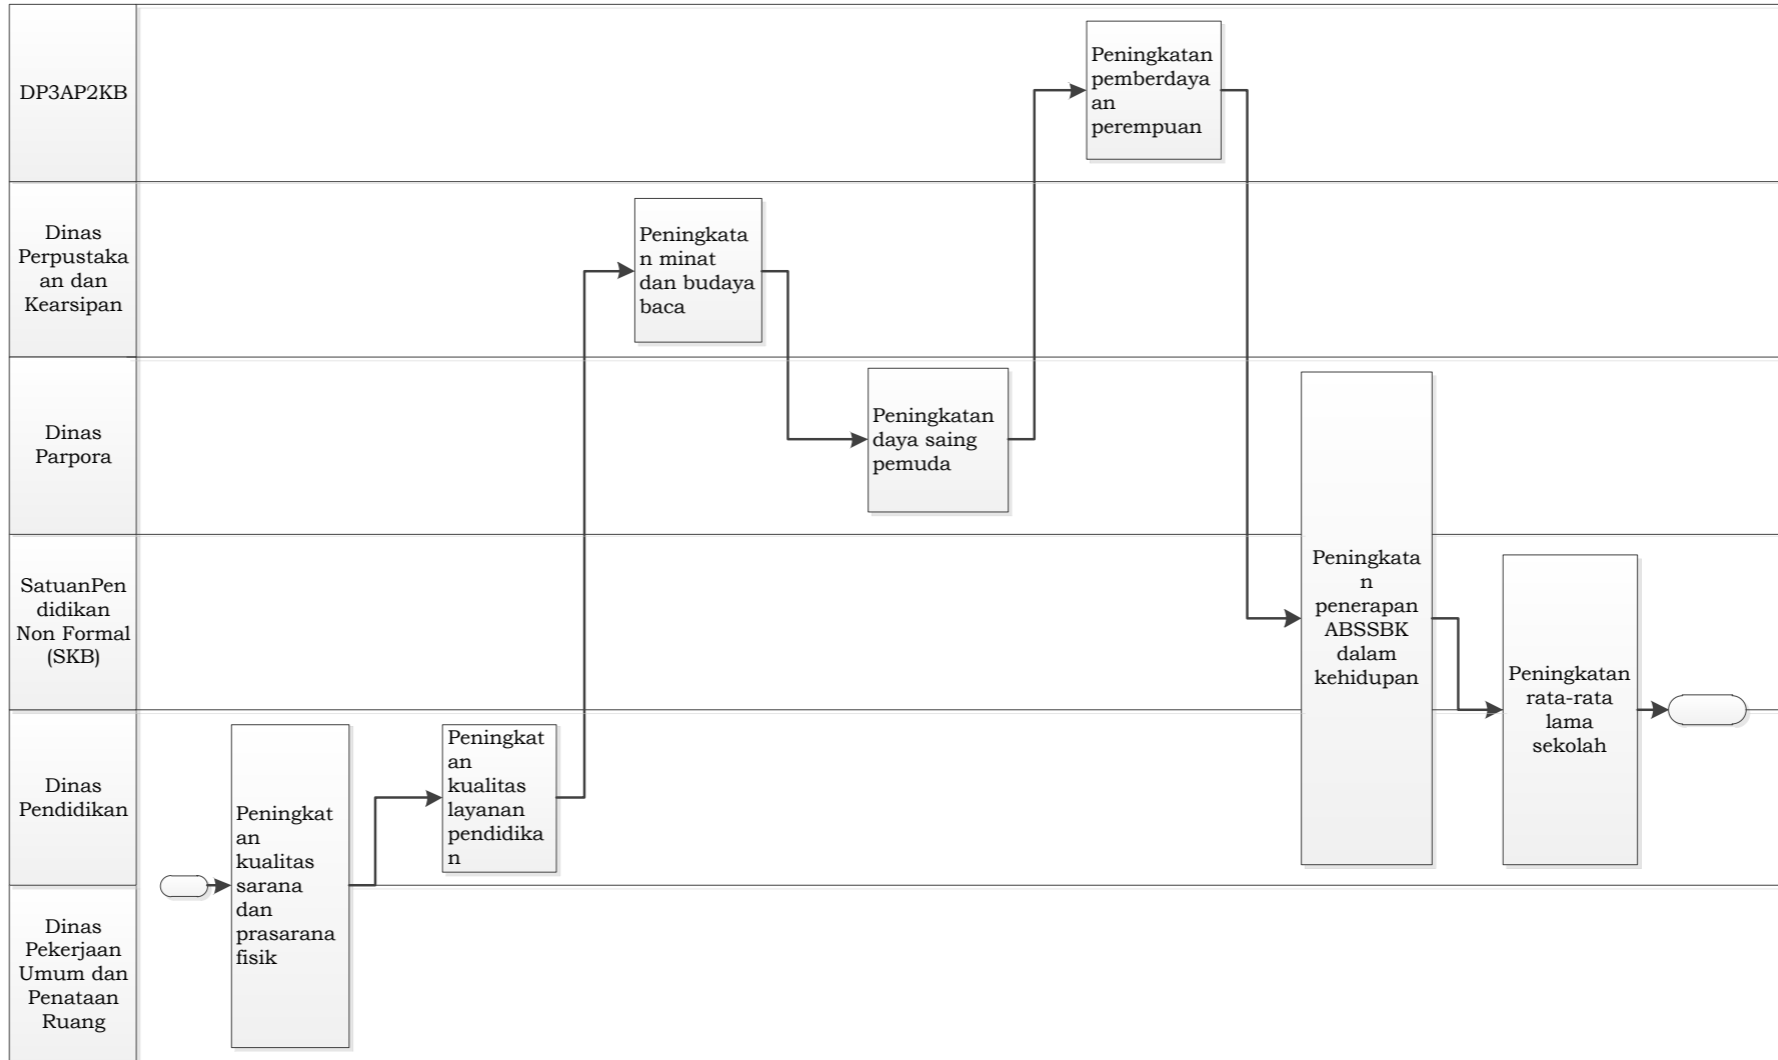 DP3AP2KB
Peningkatan
pemberdaya
an
perempuan
Dinas
Perpustaka
an dan
Kearsipan
Peningkata
n minat
dan budaya
baca
Dinas
Parpora
Peningkatan
daya saing
pemuda
SatuanPen
didikan
Non Formal
(SKB)
Peningkata
n
penerapan
ABSSBK
dalam
kehidupan
Peningkatan
rata-rata
lama
sekolah
Dinas
Pendidikan
Peningkat
an
kualitas
sarana
dan
prasarana
fisik
Peningkat
an
kualitas
layanan
pendidika
n
Dinas
Pekerjaan
Umum dan
Penataan
Ruang